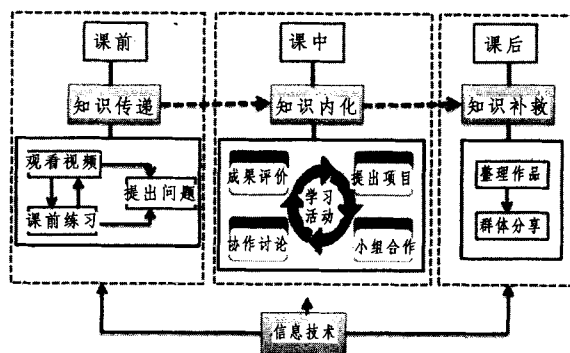 课前
课中
课后
知识传递
知识内化
知识补救
观看视频
提出问题
课前练习
成果评价
提出项目
学习
活动
协作讨论
小组合作
整理作品
群体分享
信息技术